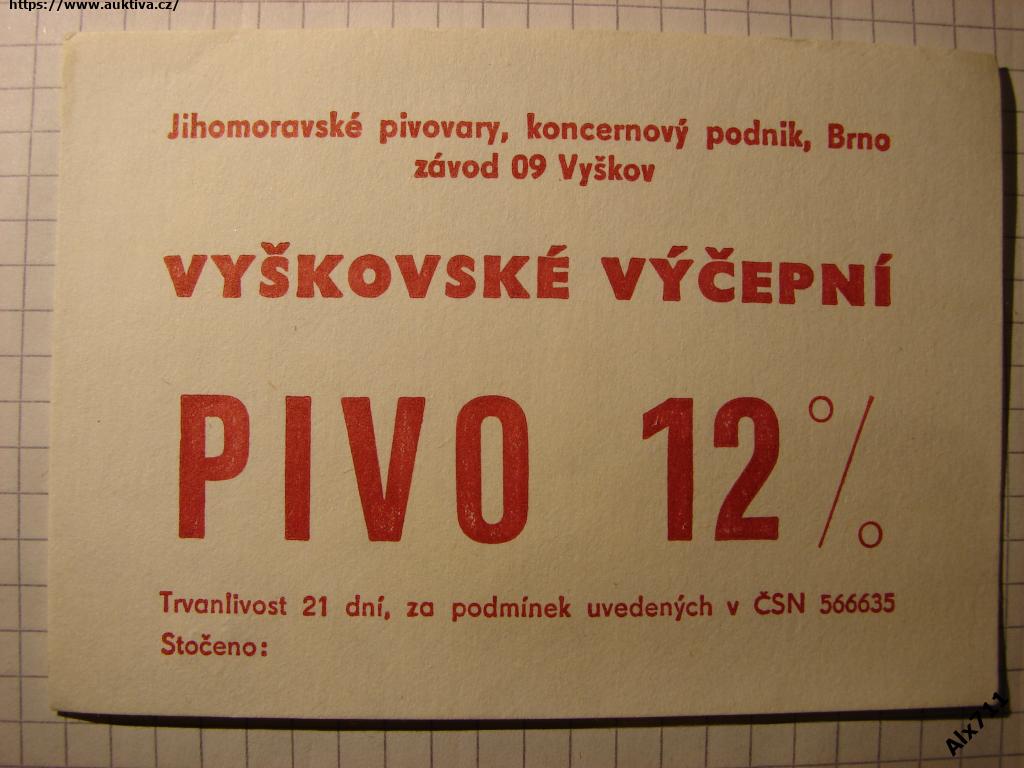 https://www.auktiva.cz/
Jihomoravské pivovary, koncernový podnik, Brno
závod 09 Vyškov
VYŠKOVSKÉ VÝČEPNÍ
PIVO 12%
Trvanlivost 21 dní, za podmínek uvedených v ČSN 566635
Stočeno:
Alx711